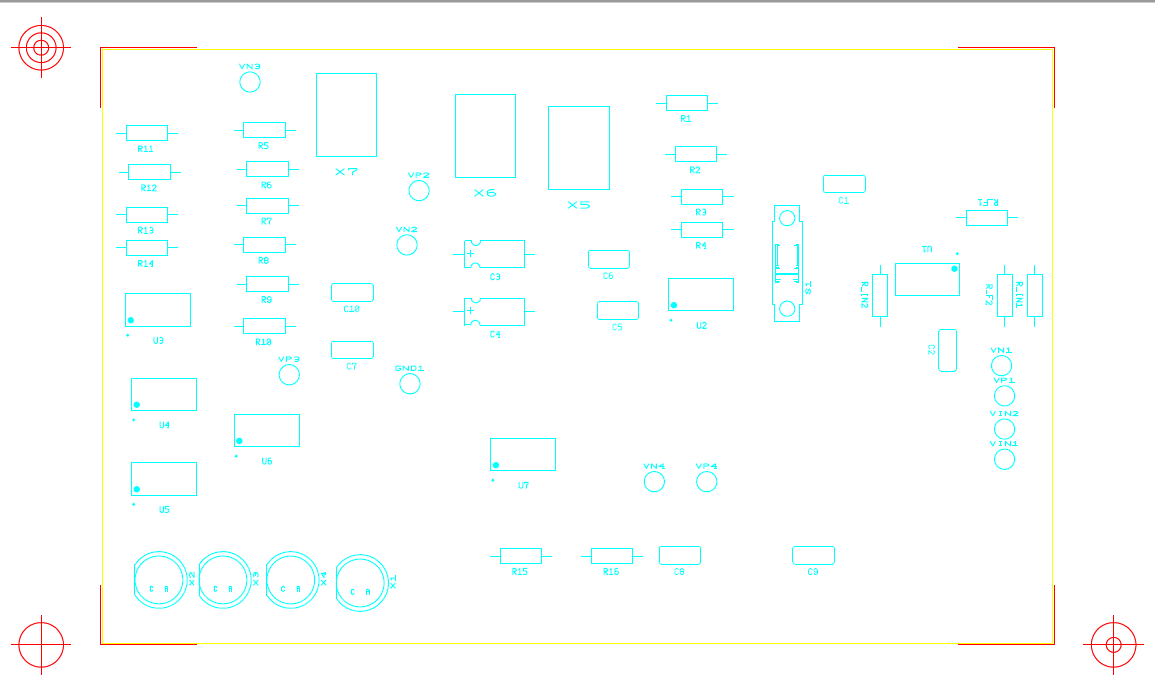 VN3
R1
R11
R5
R2
X7
R12
R6
VP2
X6
C1
X5
R_F1
R3
R13
R7
VN2
R4
R14
R8
C6
C3
TS
R_IN2
R_F2
R_IN1
R9
C10
C5
U2
C4
U3
R10
C2
VN1
VP3
C7
GND1
VP1
VIN2
U4
VIN1
U6
VN4
VP4
U7
U5
R15
R16
C8
C9
C A
X2
C A
X3
C A
X4
C A
X1